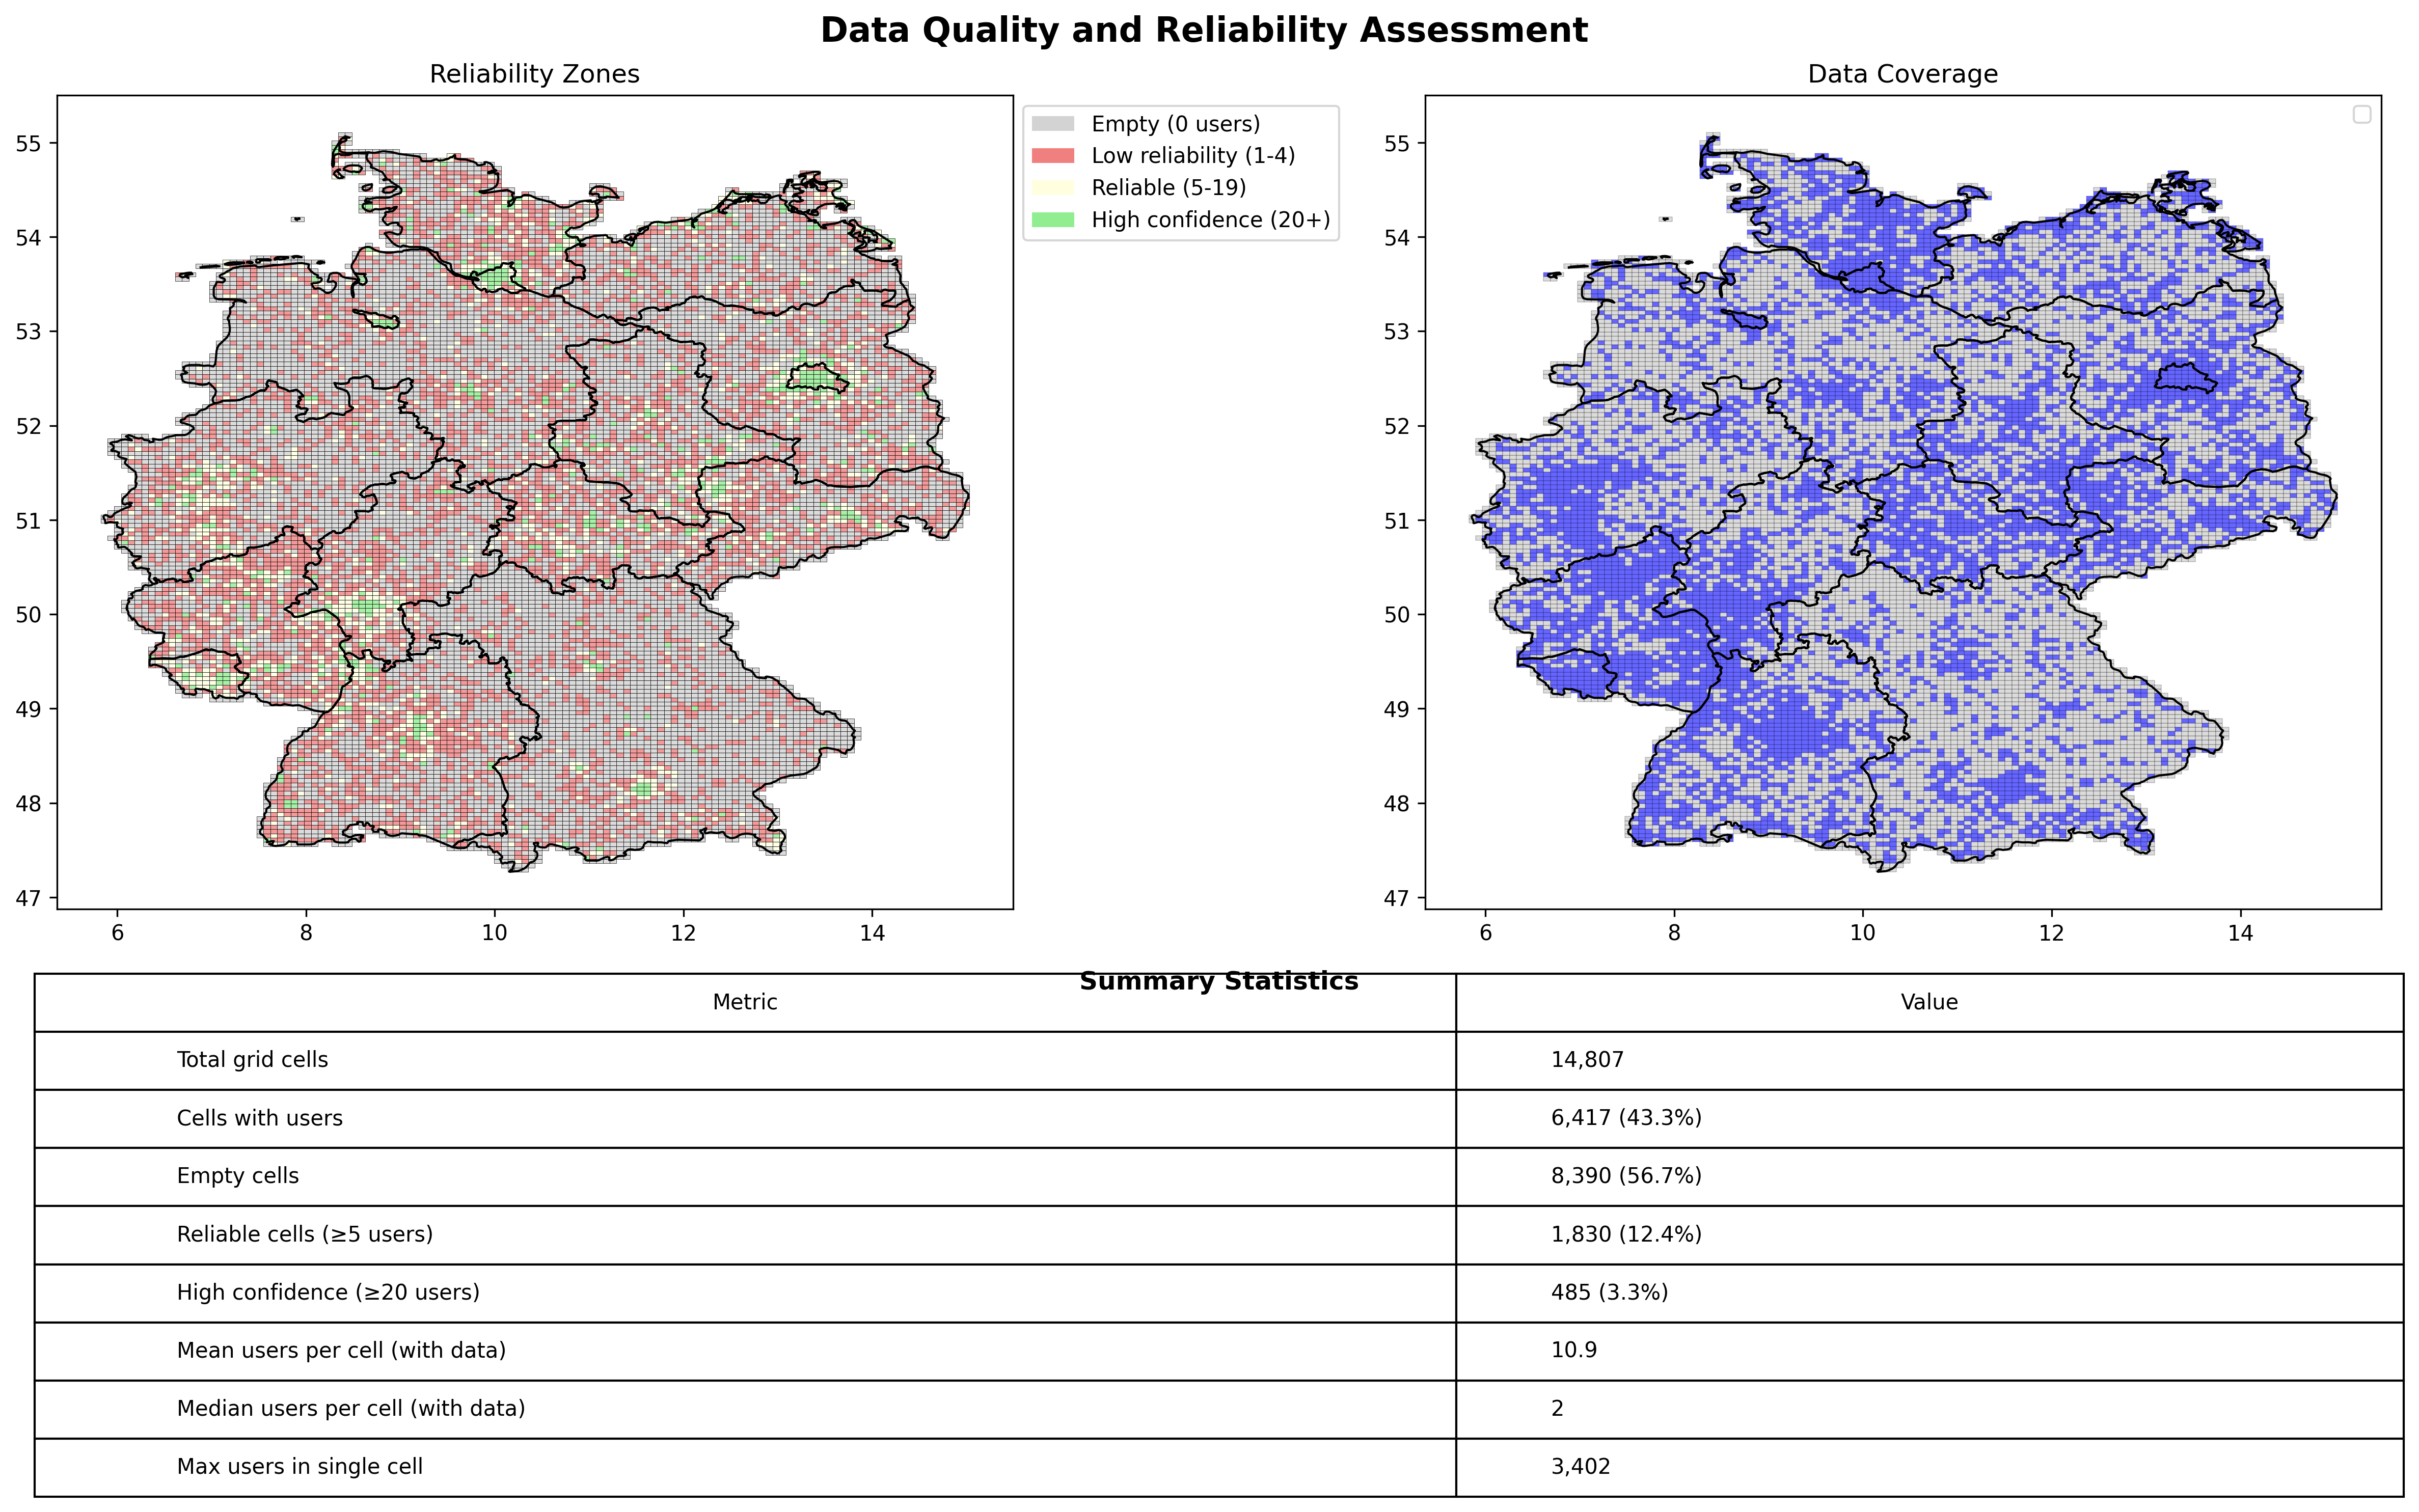 Data Quality and Reliability Assessment
Reliability Zones
55
54
53
52
51
50
49
48
47
6 8 10 12 14
Empty (0 users)
Low reliability (1-4)
Reliable (5-19)
High confidence (20+)
Data Coverage
55
54
53
52
51
50
49
48
47
6 8 10 12 14
Summary Statistics
Metric Value
Total grid cells 14,807
Cells with users 6,417 (43.3%)
Empty cells 8,390 (56.7%)
Reliable cells (≥5 users) 1,830 (12.4%)
High confidence (≥20 users) 485 (3.3%)
Mean users per cell (with data) 10.9
Median users per cell (with data) 2
Max users in single cell 3,402